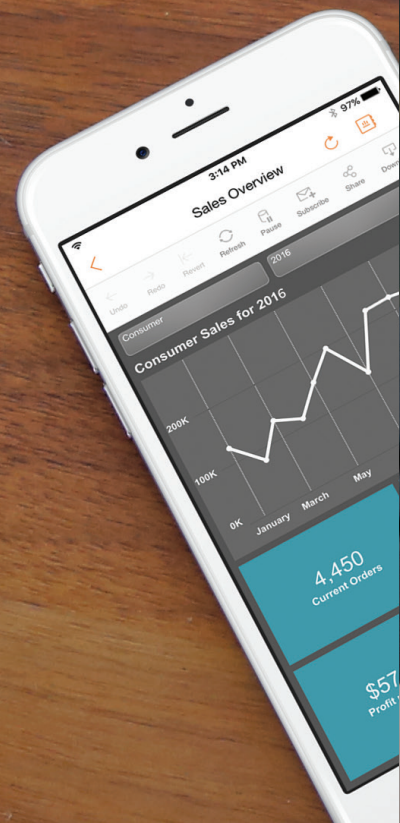 97%
3:14 PM
Sales Overview
Undo Redo Revert Refresh Pause Subscribe Share
Consumer 2016
Consumer Sales for 2016
200K
100K
0K
January March May
4,450
Current Orders
$57
Profit